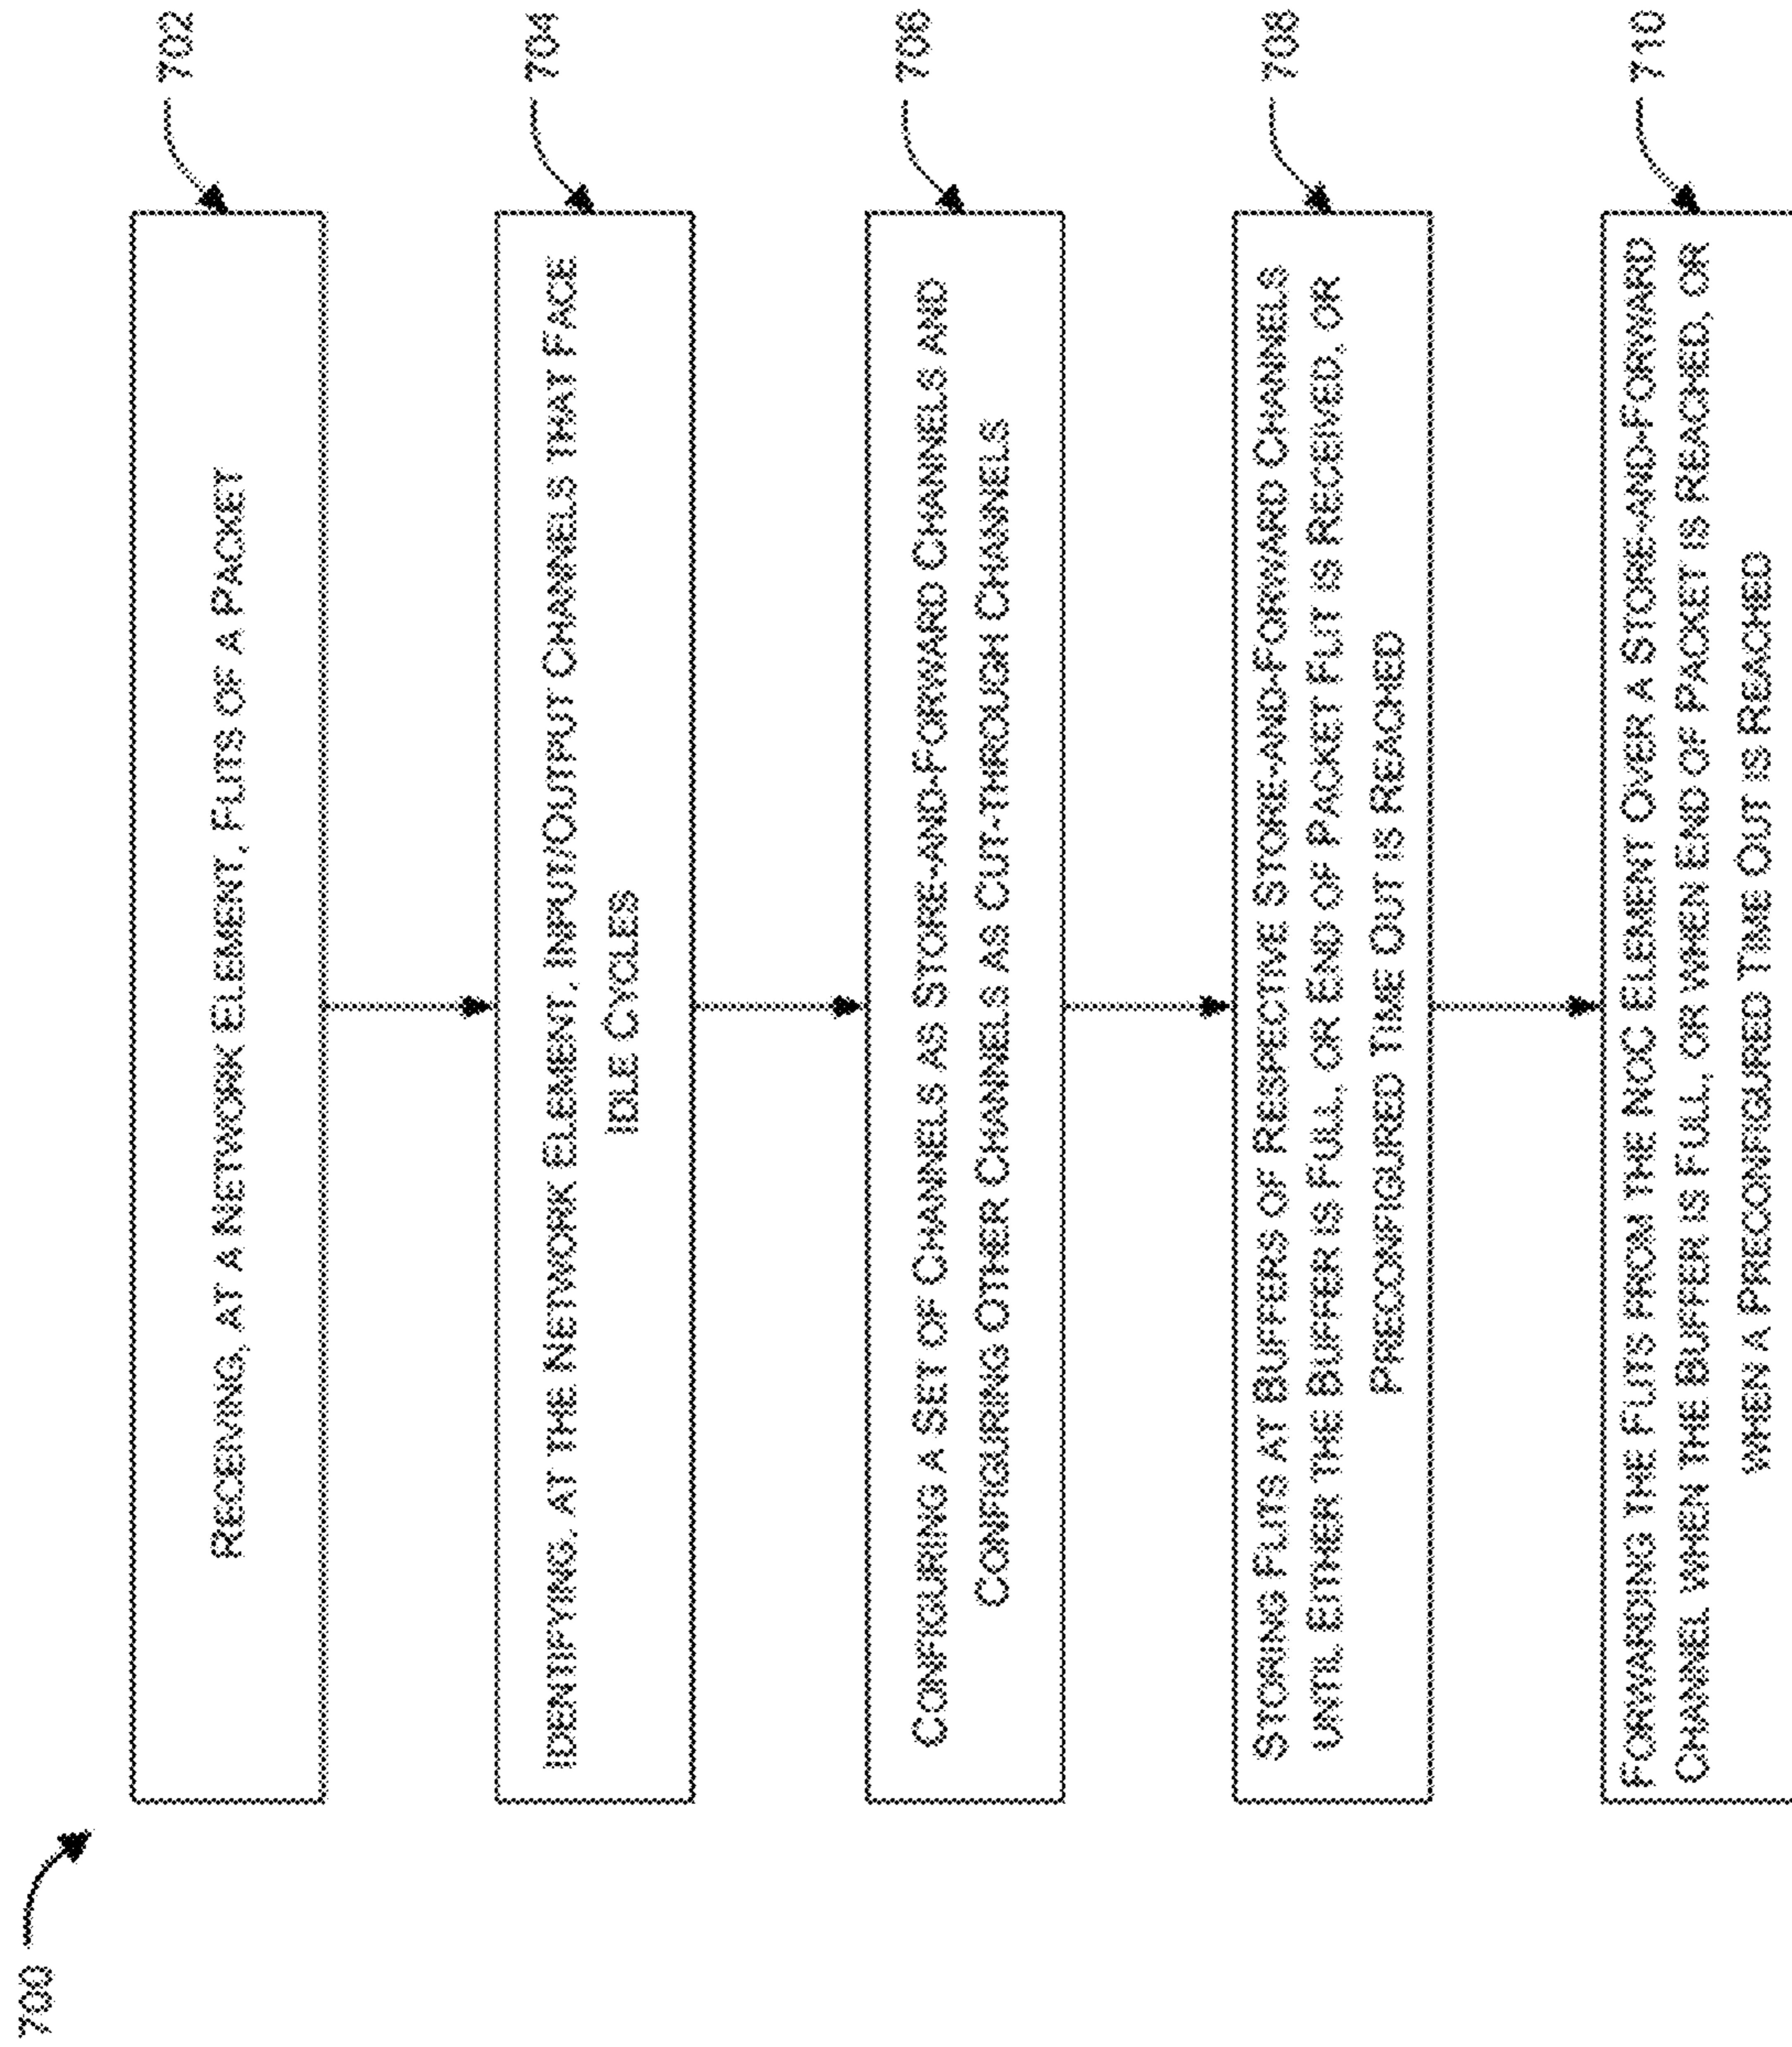 700
RECEIVING, AT A NETWORK ELEMENT, FLITS OF A PACKET
702
IDENTIFYING, AT THE NETWORK ELEMENT, INPUT/OUTPUT CHANNELS THAT FACE
IDLE CYCLES
704
CONFIGURING A SET OF CHANNELS AS STORE-AND-FORWARD CHANNELS AND
CONFIGURING OTHER CHANNELS AS CUT-THROUGH CHANNELS
706
STORING FLITS AT BUFFERS OF RESPECTIVE STORE-AND-FORWARD CHANNELS
UNTIL EITHER THE BUFFER IS FULL, OR END OF PACKET FLIT IS RECEIVED, OR
PRECONFIGURED TIME OUT IS REACHED
708
FORWARDING THE FLITS FROM THE NOC ELEMENT OVER A STORE-AND-FORWARD
CHANNEL WHEN THE BUFFER IS FULL, OR WHEN END OF PACKET IS REACHED, OR
WHEN A PRECONFIGURED TIME OUT IS REACHED
710